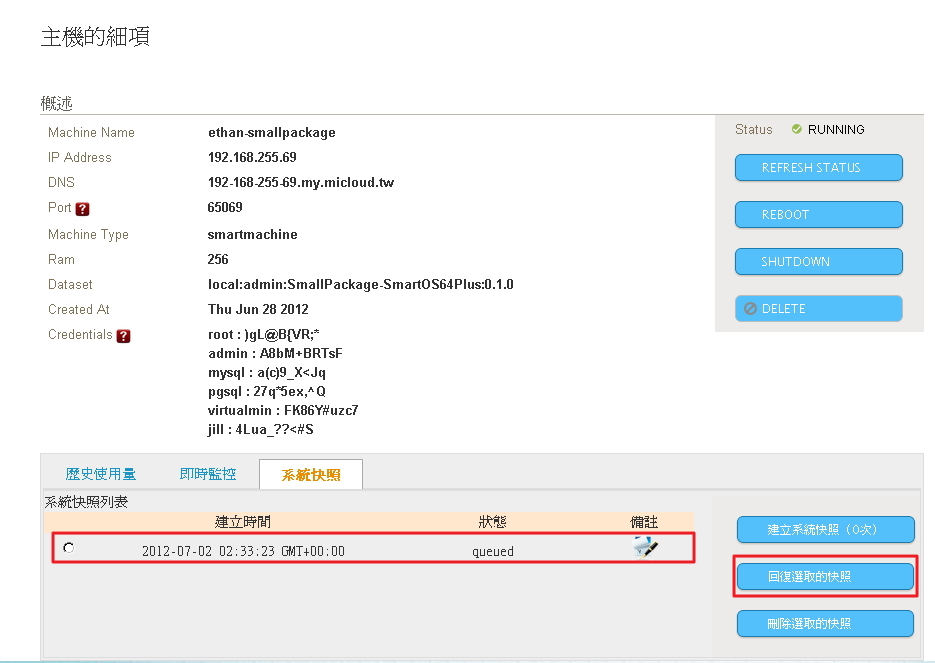 主機的細項
概述
Machine Name ethan-smallpackage
IP Address 192.168.255.69
DNS 192-168-255-69.my.micloud.tw
Port ? 65069
Machine Type smartmachine
Ram 256
Dataset local:admin:SmallPackage-SmartOS64Plus:0.1.0
Created At Thu Jun 28 2012
Credentials ? root : )gL@B{VR;*
admin : A8bM+BRTsF
mysql : a(c)9_X<Jq
pgsql : 27q*5ex,^Q
virtualmin : FK86Y#uzc7
jill : 4Lua_??<#S
Status RUNNING
REFRESH STATUS
REBOOT
SHUTDOWN
DELETE
歷史使用量 即時監控 系統快照
系統快照列表
建立時間 狀態 備註
2012-07-02 02:33:23 GMT+00:00 queued
建立系統快照（0次）
回復選取的快照
刪除選取的快照